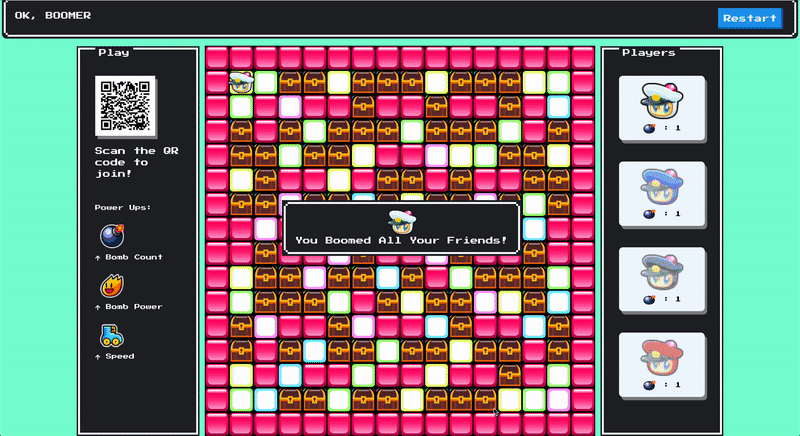 OK, BOOMER
Restart
Play
Scan the QR
code to
join!
Power Ups:
↑ Bomb Count
↑ Bomb Power
↑ Speed
You Boomed All Your Friends!
Players
: 1
: 1
: 1
: 1